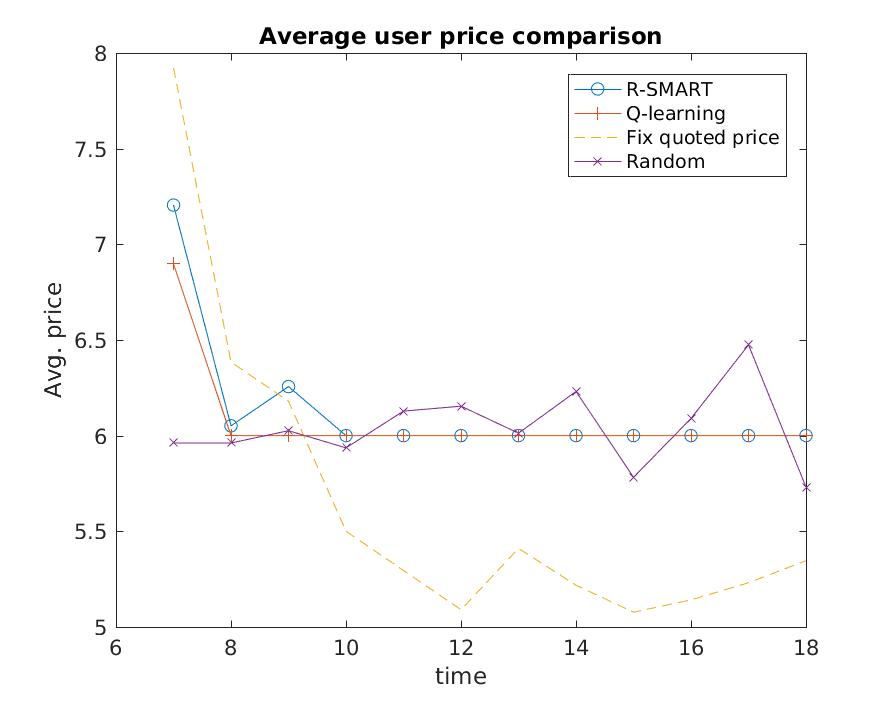 Average user price comparison
R-SMART
Q-learning
Fix quoted price
Random
8
7.5
7
6.5
6
5.5
5
Avg. price
6 8 10 12 14 16 18
time